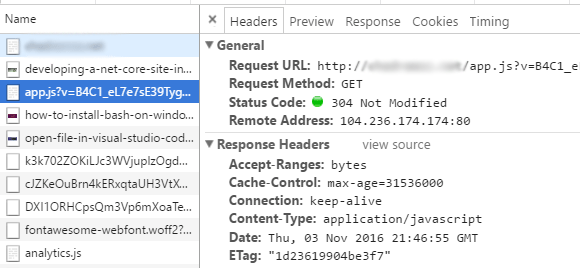 Name
developing-a-net-core-site-in...
app.js?v=B4C1_eL7e7sE39Tyg...
how-to-install-bash-on-windo...
open-file-in-visual-studio-cod...
k3k702ZOKiLJc3WVjuplzOgd...
cJZKeOuBrn4kERxqtaUH3VtX...
DXI1ORHCpsQm3Vp6mXoaTe...
fontawesome-webfont.woff2?...
analytics.js
× Headers Preview Response Cookies Timing
▼ General
Request URL: http:// /app.js?v=B4C1_e
Request Method: GET
Status Code: 304 Not Modified
Remote Address: 104.236.174.174:80
▼ Response Headers view source
Accept-Ranges: bytes
Cache-Control: max-age=31536000
Connection: keep-alive
Content-Type: application/javascript
Date: Thu, 03 Nov 2016 21:46:55 GMT
ETag: "1d23619904be3f7"